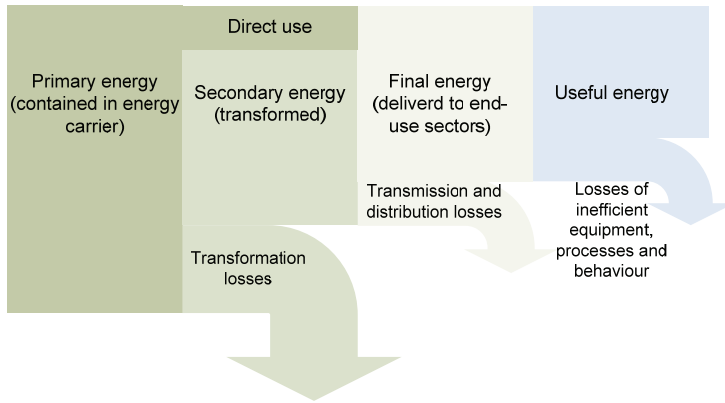 Direct use
Primary energy
(contained in energy
carrier)
Secondary energy
(transformed)
Final energy
(deliverd to end-
use sectors)
Useful energy
Transmission and
distribution losses
Losses of
inefficient
equipment,
processes and
behaviour
Transformation
losses